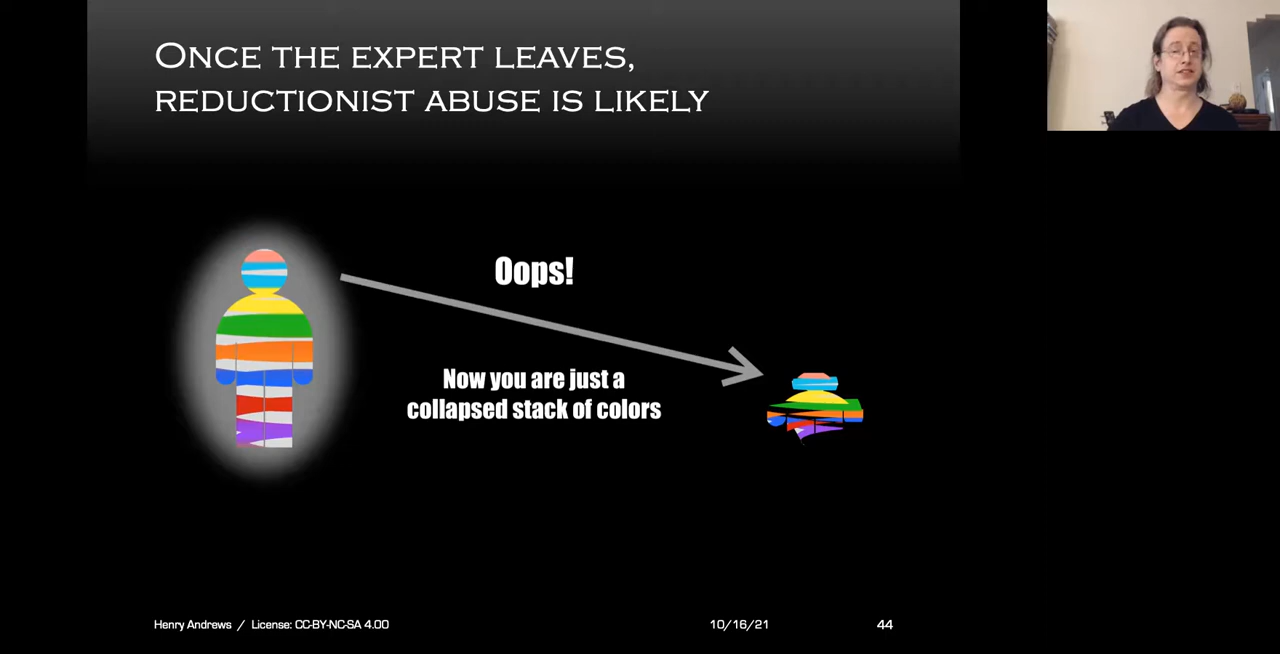 ONCE THE EXPERT LEAVES,
REDUCTIONIST ABUSE IS LIKELY
Oops!
Now you are just a
collapsed stack of colors
Henry Andrews / License: CC-BY-NC-SA 4.00
10/16/21
44